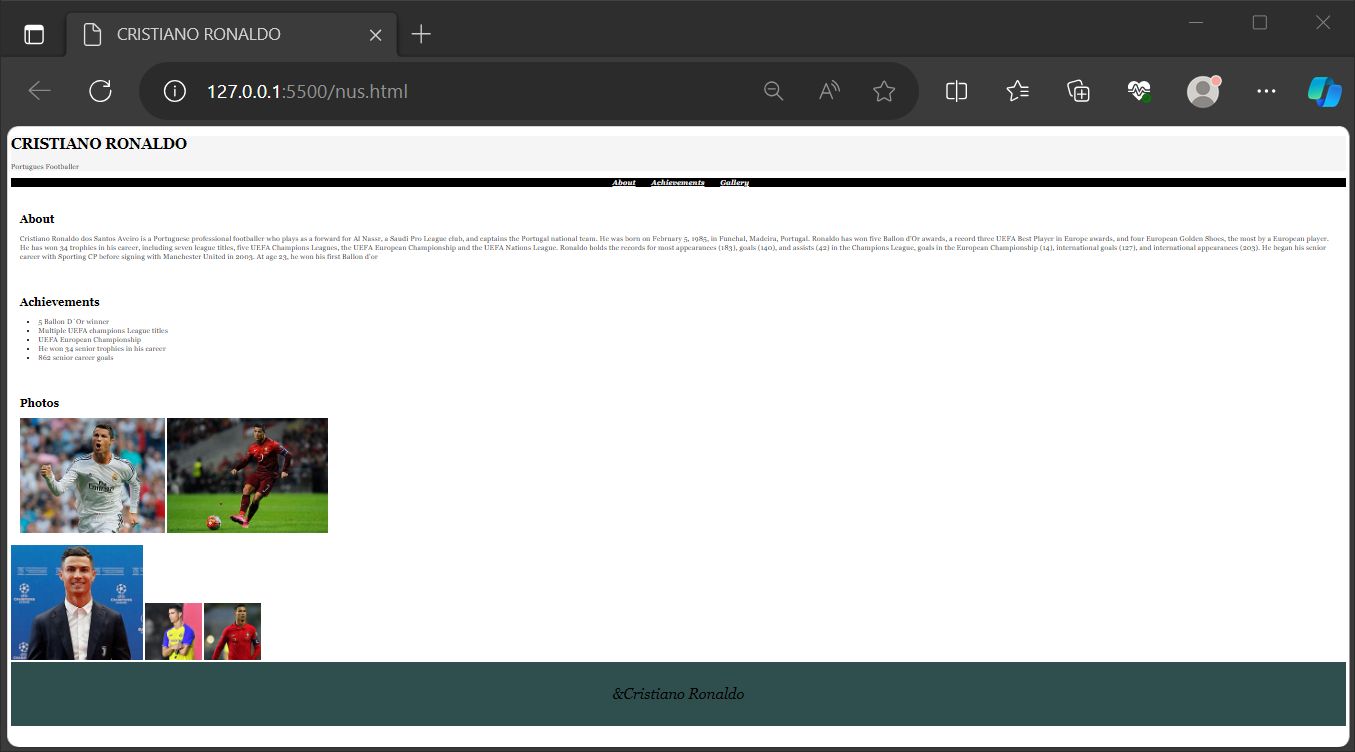 CRISTIANO RONALDO
127.0.0.1:5500/nus.html
CRISTIANO RONALDO
Portugues Footballer
About Achievements Gallery
About
Cristiano Ronaldo dos Santos Aveiro is a Portuguese professional footballer who plays as a forward for Al Nassr, a Saudi Pro League club, and captains the Portugal national team. He was born on February 5, 1985, in Funchal, Madeira, Portugal. Ronaldo has won five Ballon d'Or awards, a record three UEFA Best Player in Europe awards, and four European Golden Shoes, the most by a European player.
He has won 34 trophies in his career, including seven league titles, five UEFA Champions Leagues, the UEFA European Championship and the UEFA Nations League. Ronaldo holds the records for most appearances (183), goals (140), and assists (42) in the Champions League, goals in the European Championship (14), international goals (127), and international appearances (203). He began his senior
career with Sporting CP before signing with Manchester United in 2003. At age 23, he won his first Ballon d'or
Achievements
5 Ballon D`Or winner
Multiple UEFA champions League titles
UEFA European Championship
He won 34 senior trophies in his career
862 senior career goals
Photos
&Cristiano Ronaldo